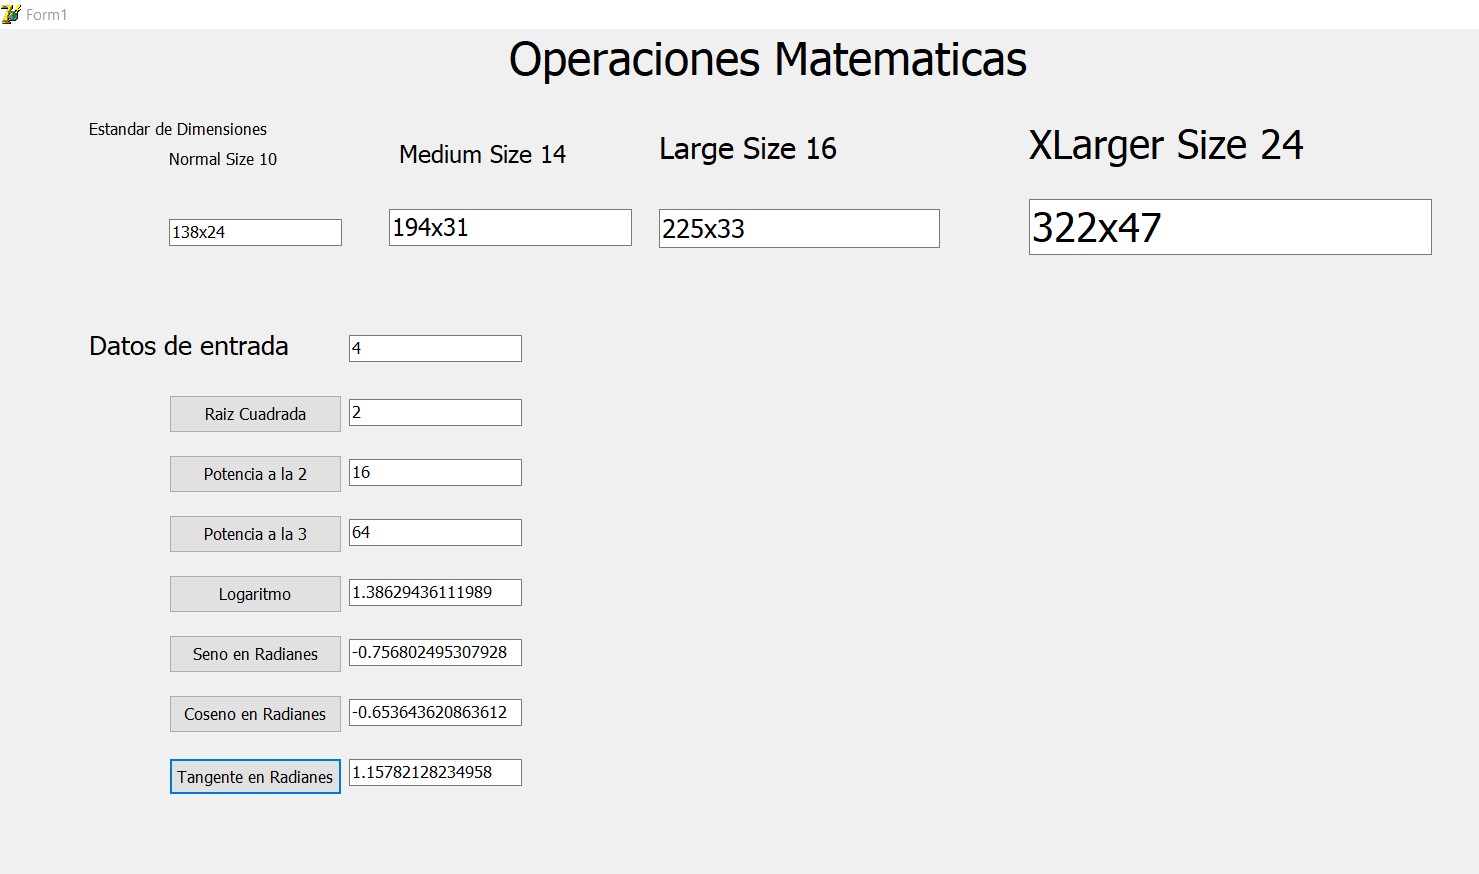 Form1
Operaciones Matematicas
Estandar de Dimensiones
Normal Size 10
Medium Size 14
Large Size 16
XLarger Size 24
138x24
194x31
225x33
322x47
Datos de entrada
4
Raiz Cuadrada
2
Potencia a la 2
16
Potencia a la 3
64
Logaritmo
1.38629436111989
Seno en Radianes
-0.756802495307928
Coseno en Radianes
-0.653643620863612
Tangente en Radianes
1.15782128234958